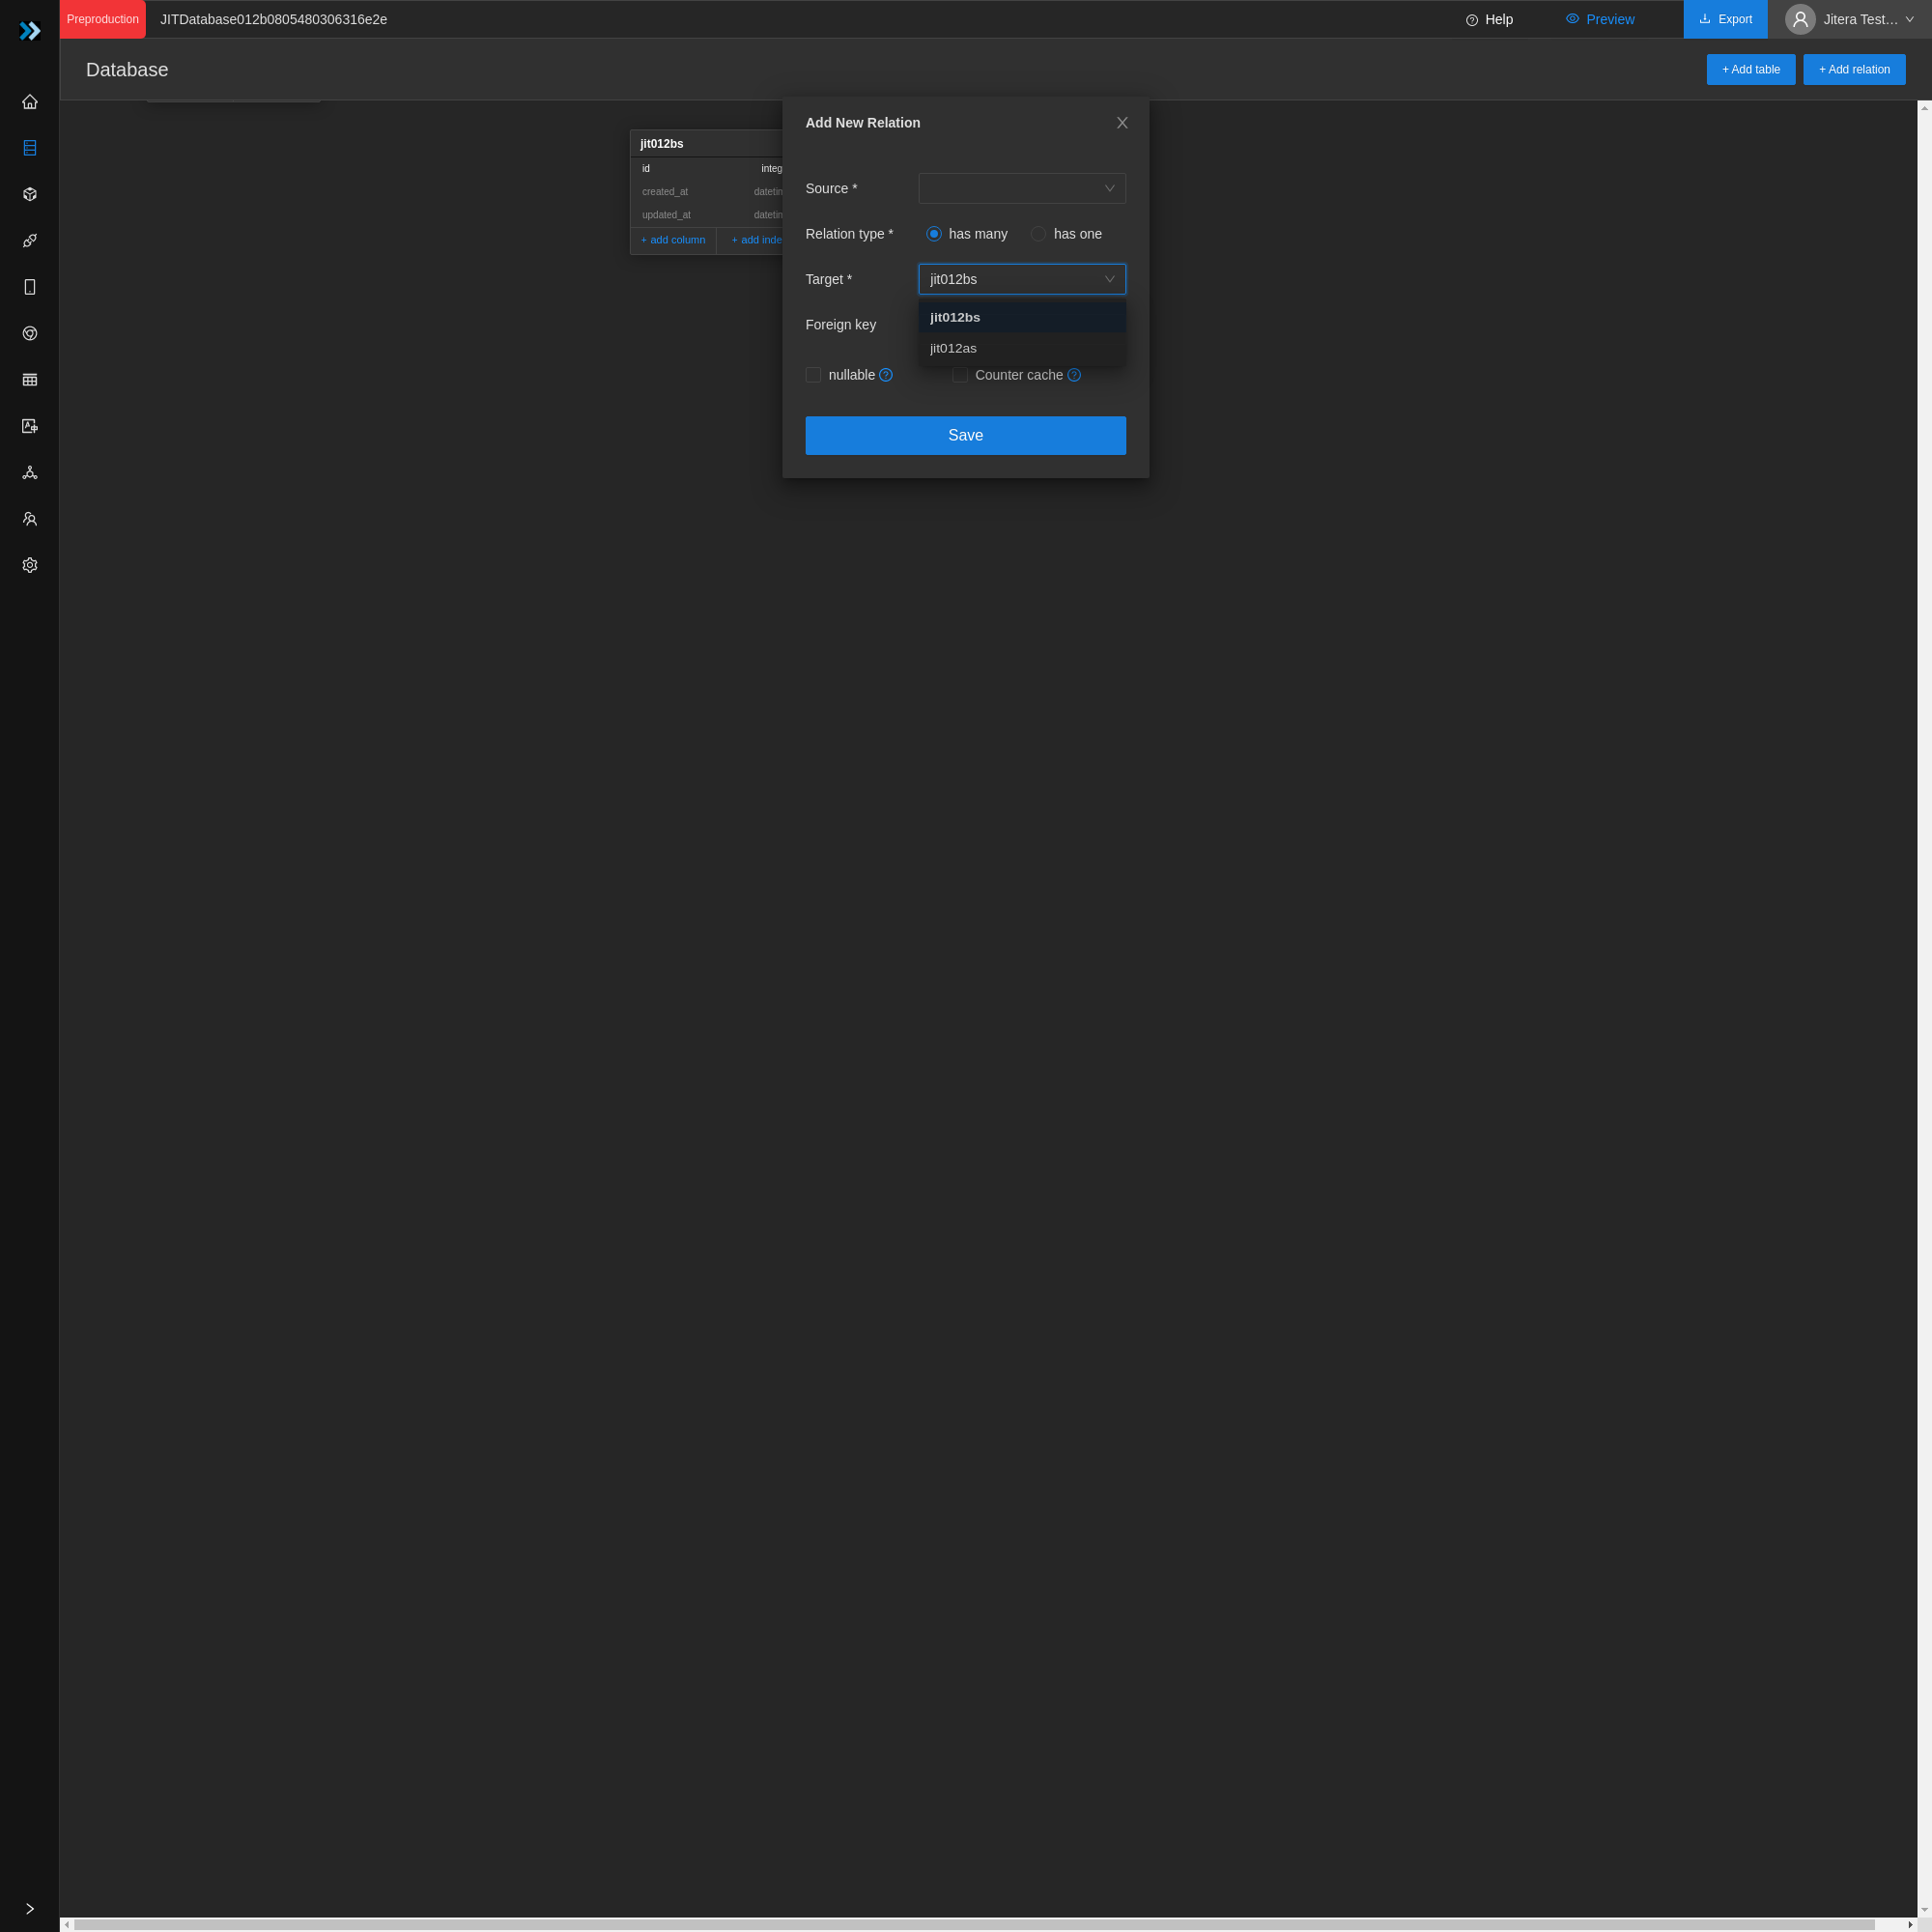 Preproduction JITDatabase012b0805480306316e2e Help Preview Export Jitera Test...
Database + Add table + Add relation
Add New Relation
jit012bs
id integ
created_at datetin
updated_at datetin
+ add column + add inde
Source *
Relation type * has many has one
Target * jit012bs
jit012bs
Foreign key
jit012as
nullable Counter cache
Save